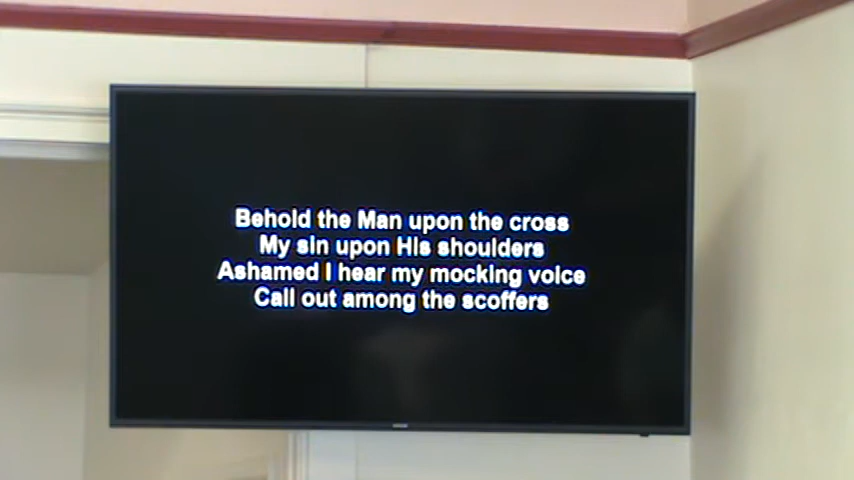 Behold the Man upon the cross
My sin upon His shoulders
Ashamed I hear my mocking voice
Call out among the scoffers